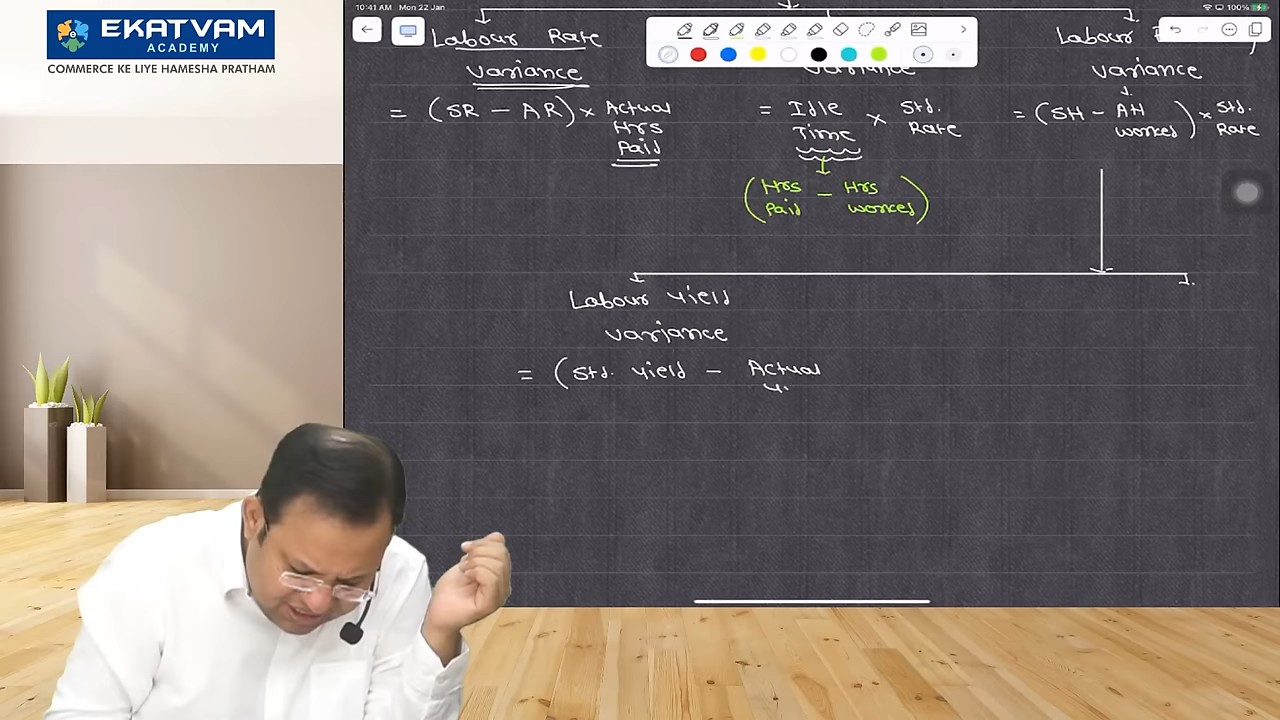 10:41 AM Mon 22 Jan
100%
EKATVAM
ACADEMY
COMMERCE KE LIYE HAMESHA PRATHAM
Labour Rate
variance
= (SR – AR) × Actual
Hrs
Paid
variance
= Idle Time × Std. Rate
(Hrs Paid – Hrs worked)
Labour
variance
= (SH – AH worked) × Std. Rate
Labour yield
variance
= (Std. yield – Actual